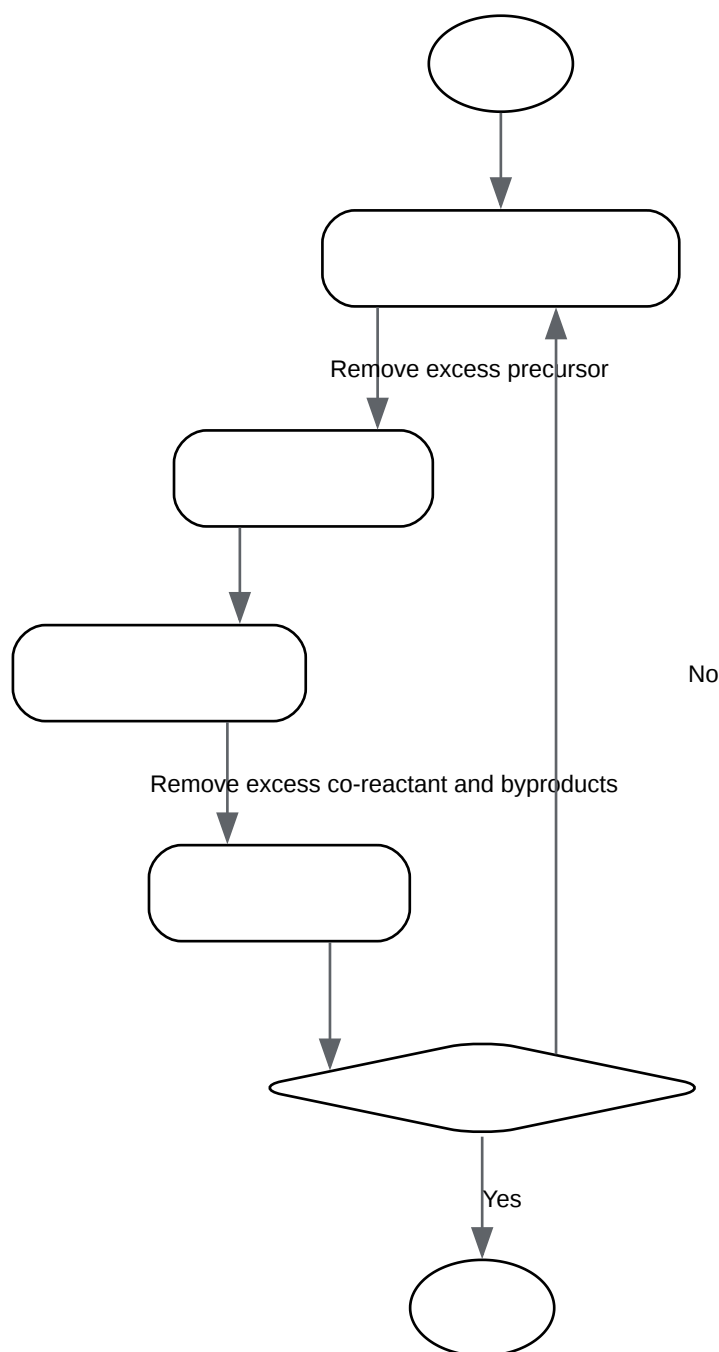 Remove excess precursor
No
Remove excess co-reactant and byproducts
Yes